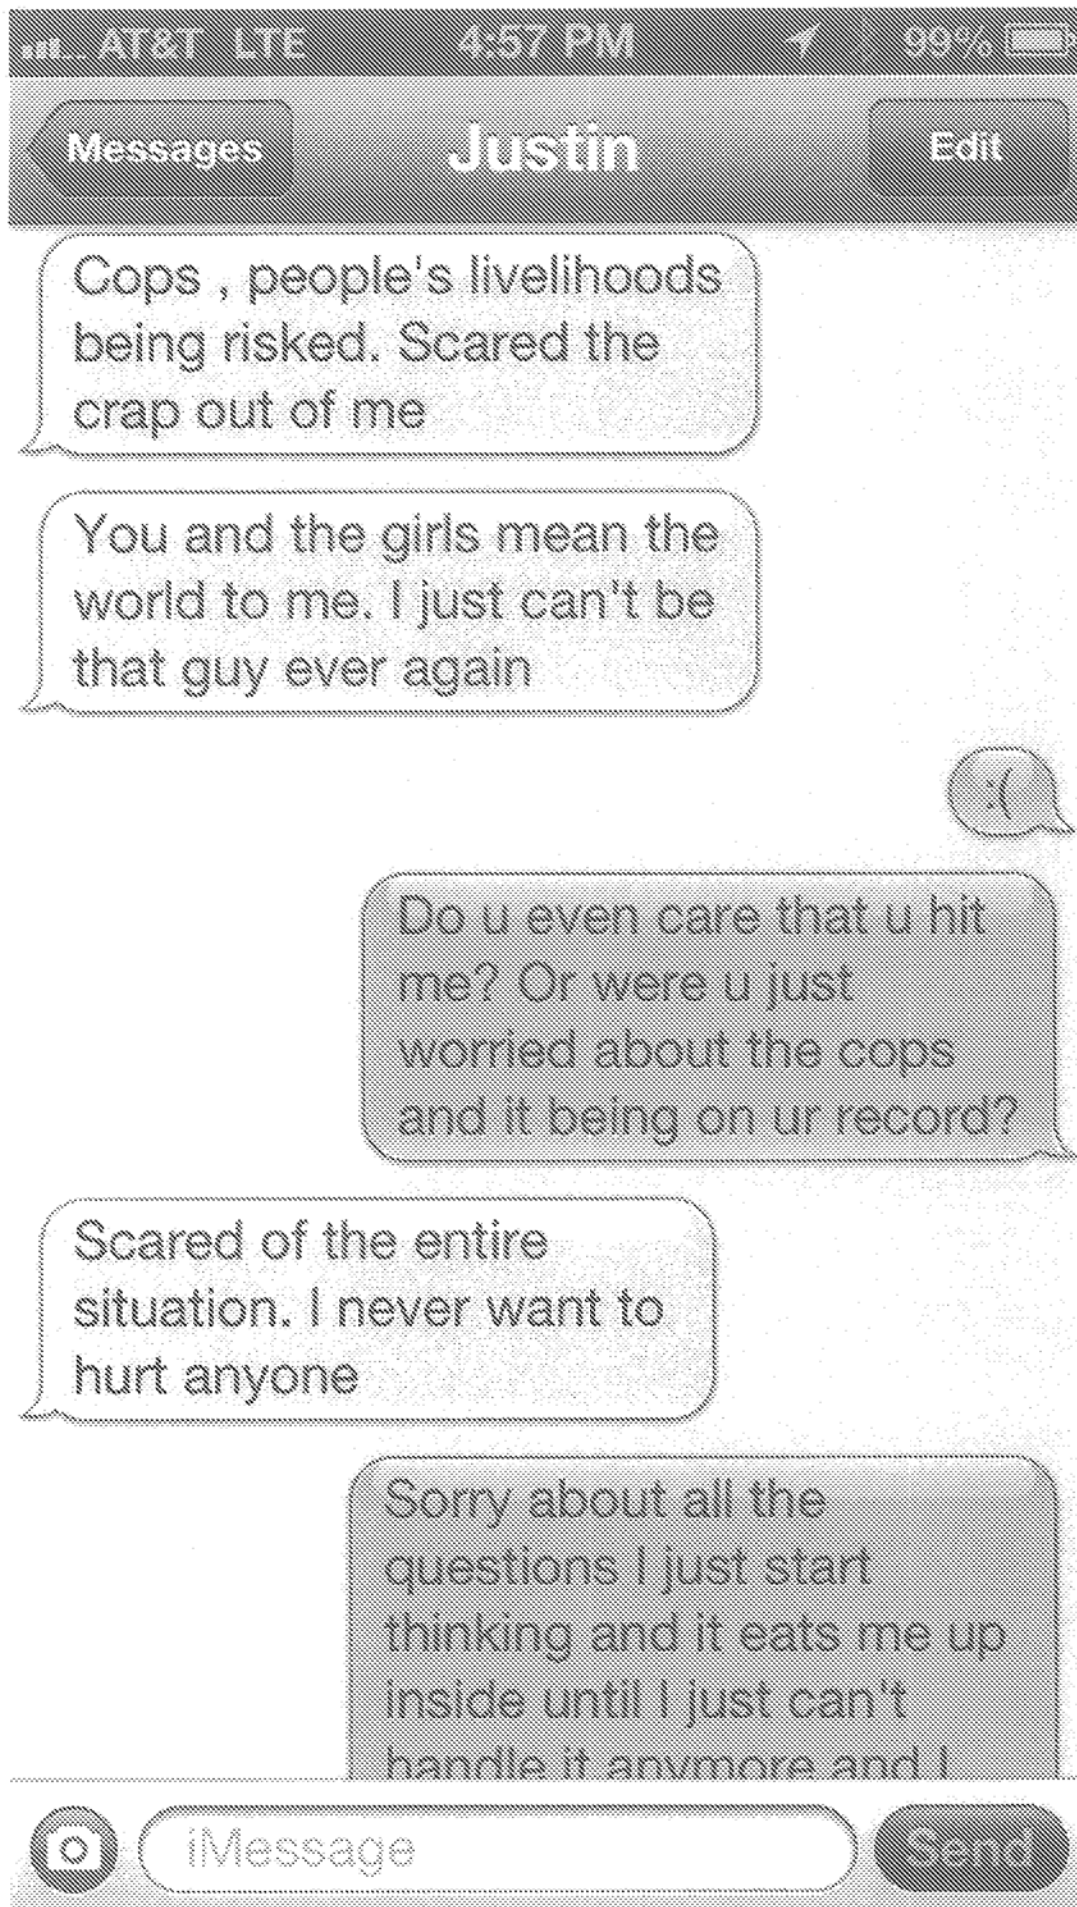 AT&T LTE 4:57 PM 99%
Messages Justin Edit
Cops , people's livelihoods
being risked. Scared the
crap out of me
You and the girls mean the
world to me. I just can't be
that guy ever again
:(
Do u even care that u hit
me? Or were u just
worried about the cops
and it being on ur record?
Scared of the entire
situation. I never want to
hurt anyone
Sorry about all the
questions I just start
thinking and it eats me up
inside until I just can't
handle it anymore and I
iMessage Send